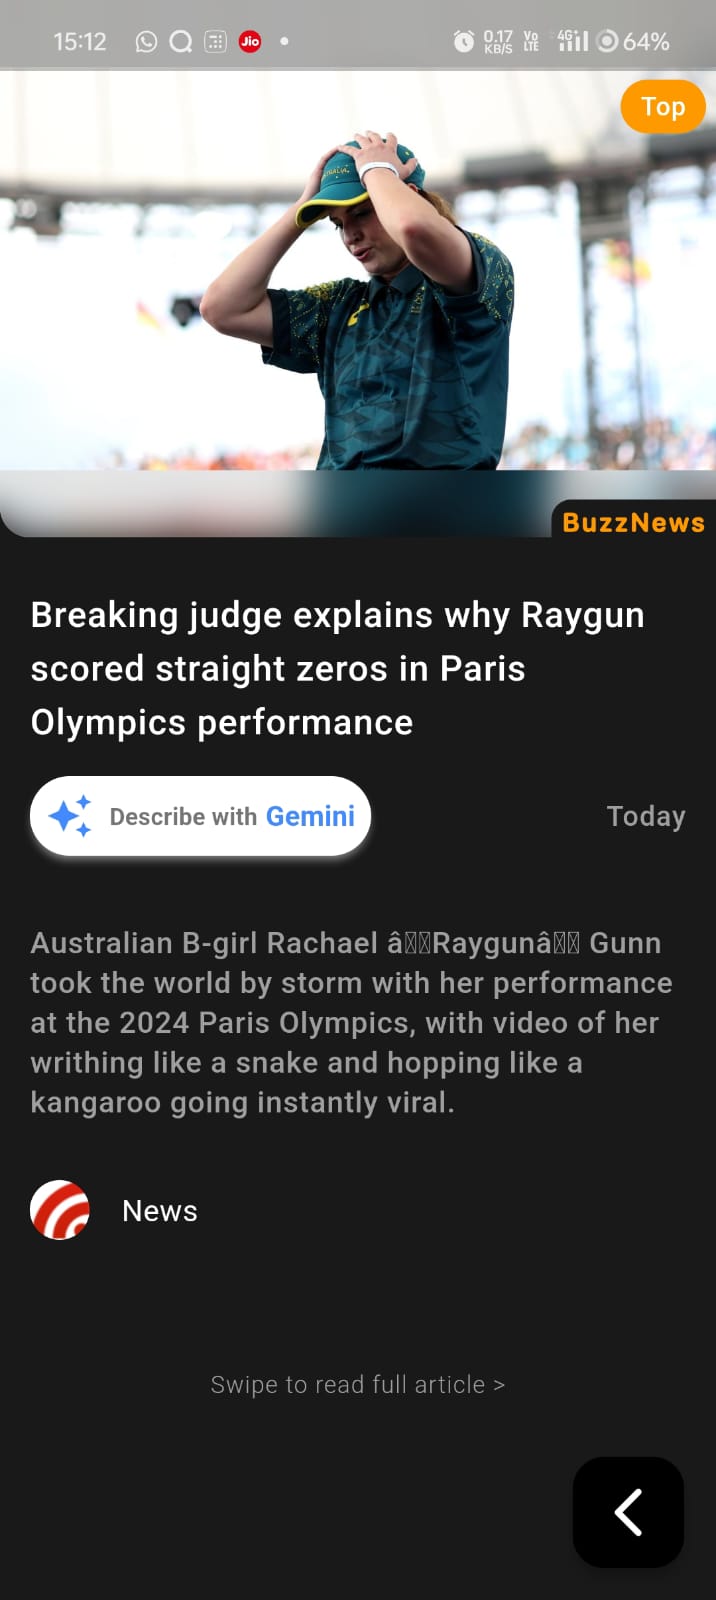 15:12 Jio 0.17 KB/S Vo LTE 4G+ 64%
Top
AUSTRALIA
BuzzNews
Breaking judge explains why Raygun
scored straight zeros in Paris
Olympics performance
Describe with Gemini
Today
Australian B-girl Rachael â▯▯Raygunâ▯▯ Gunn
took the world by storm with her performance
at the 2024 Paris Olympics, with video of her
writhing like a snake and hopping like a
kangaroo going instantly viral.
News
Swipe to read full article >